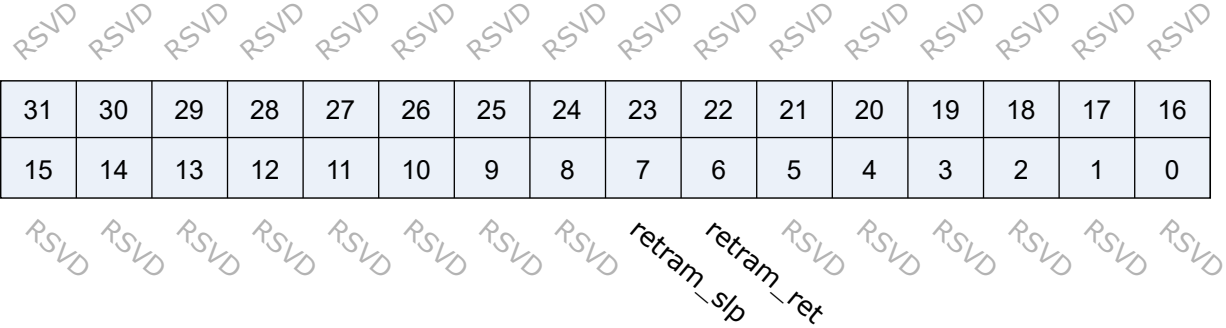 RSVD RSVD RSVD RSVD RSVD RSVD RSVD RSVD RSVD RSVD RSVD RSVD RSVD RSVD RSVD RSVD
31 30 29 28 27 26 25 24 23 22 21 20 19 18 17 16
15 14 13 12 11 10 9 8 7 6 5 4 3 2 1 0
RSVD RSVD RSVD RSVD RSVD RSVD RSVD RSVD retram_slp retram_ret RSVD RSVD RSVD RSVD RSVD RSVD